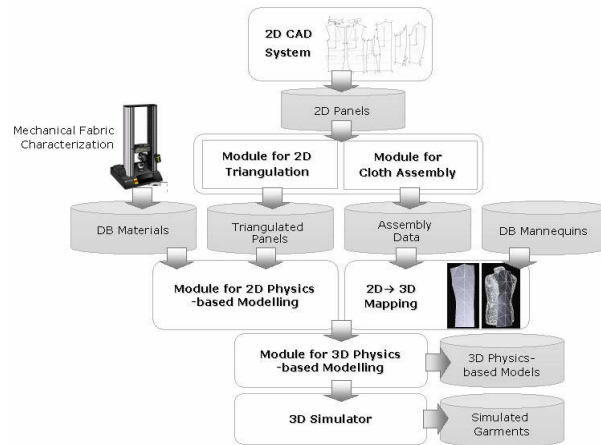 2D CAD
System
2D Panels
Mechanical Fabric
Characterization
Module for 2D
Triangulation
Module for
Cloth Assembly
DB Materials
Triangulated
Panels
Assembly
Data
DB Mannequins
Module for 2D Physics
-based Modelling
2D→ 3D
Mapping
Module for 3D Physics
-based Modelling
3D Physics-
based Models
3D Simulator
Simulated
Garments